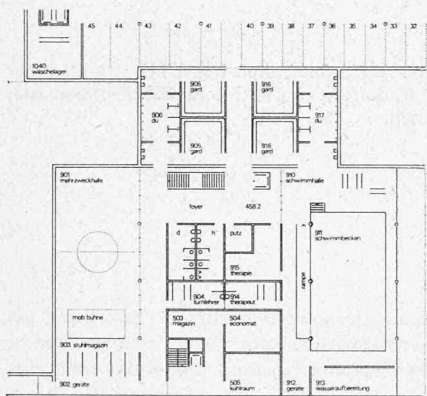 45 44 43 42 41 40 39 38 37 36 35 34 33 32
1040
wäschelager
905
gard
916
gard
906
du
917
du
905
gard
916
gard
901
mehrzweckhalle
910
schwimmhalle
foyer 458.2
d h putz
911
schwimmbecken
rampe
915
therapie
904
turnlehrer
914
therapeut
mob bühne
503
magazin
504
economat
903 stuhlmagazin
902 geräte
505
kühlraum
912
geräte
913
wasseraufbereitung